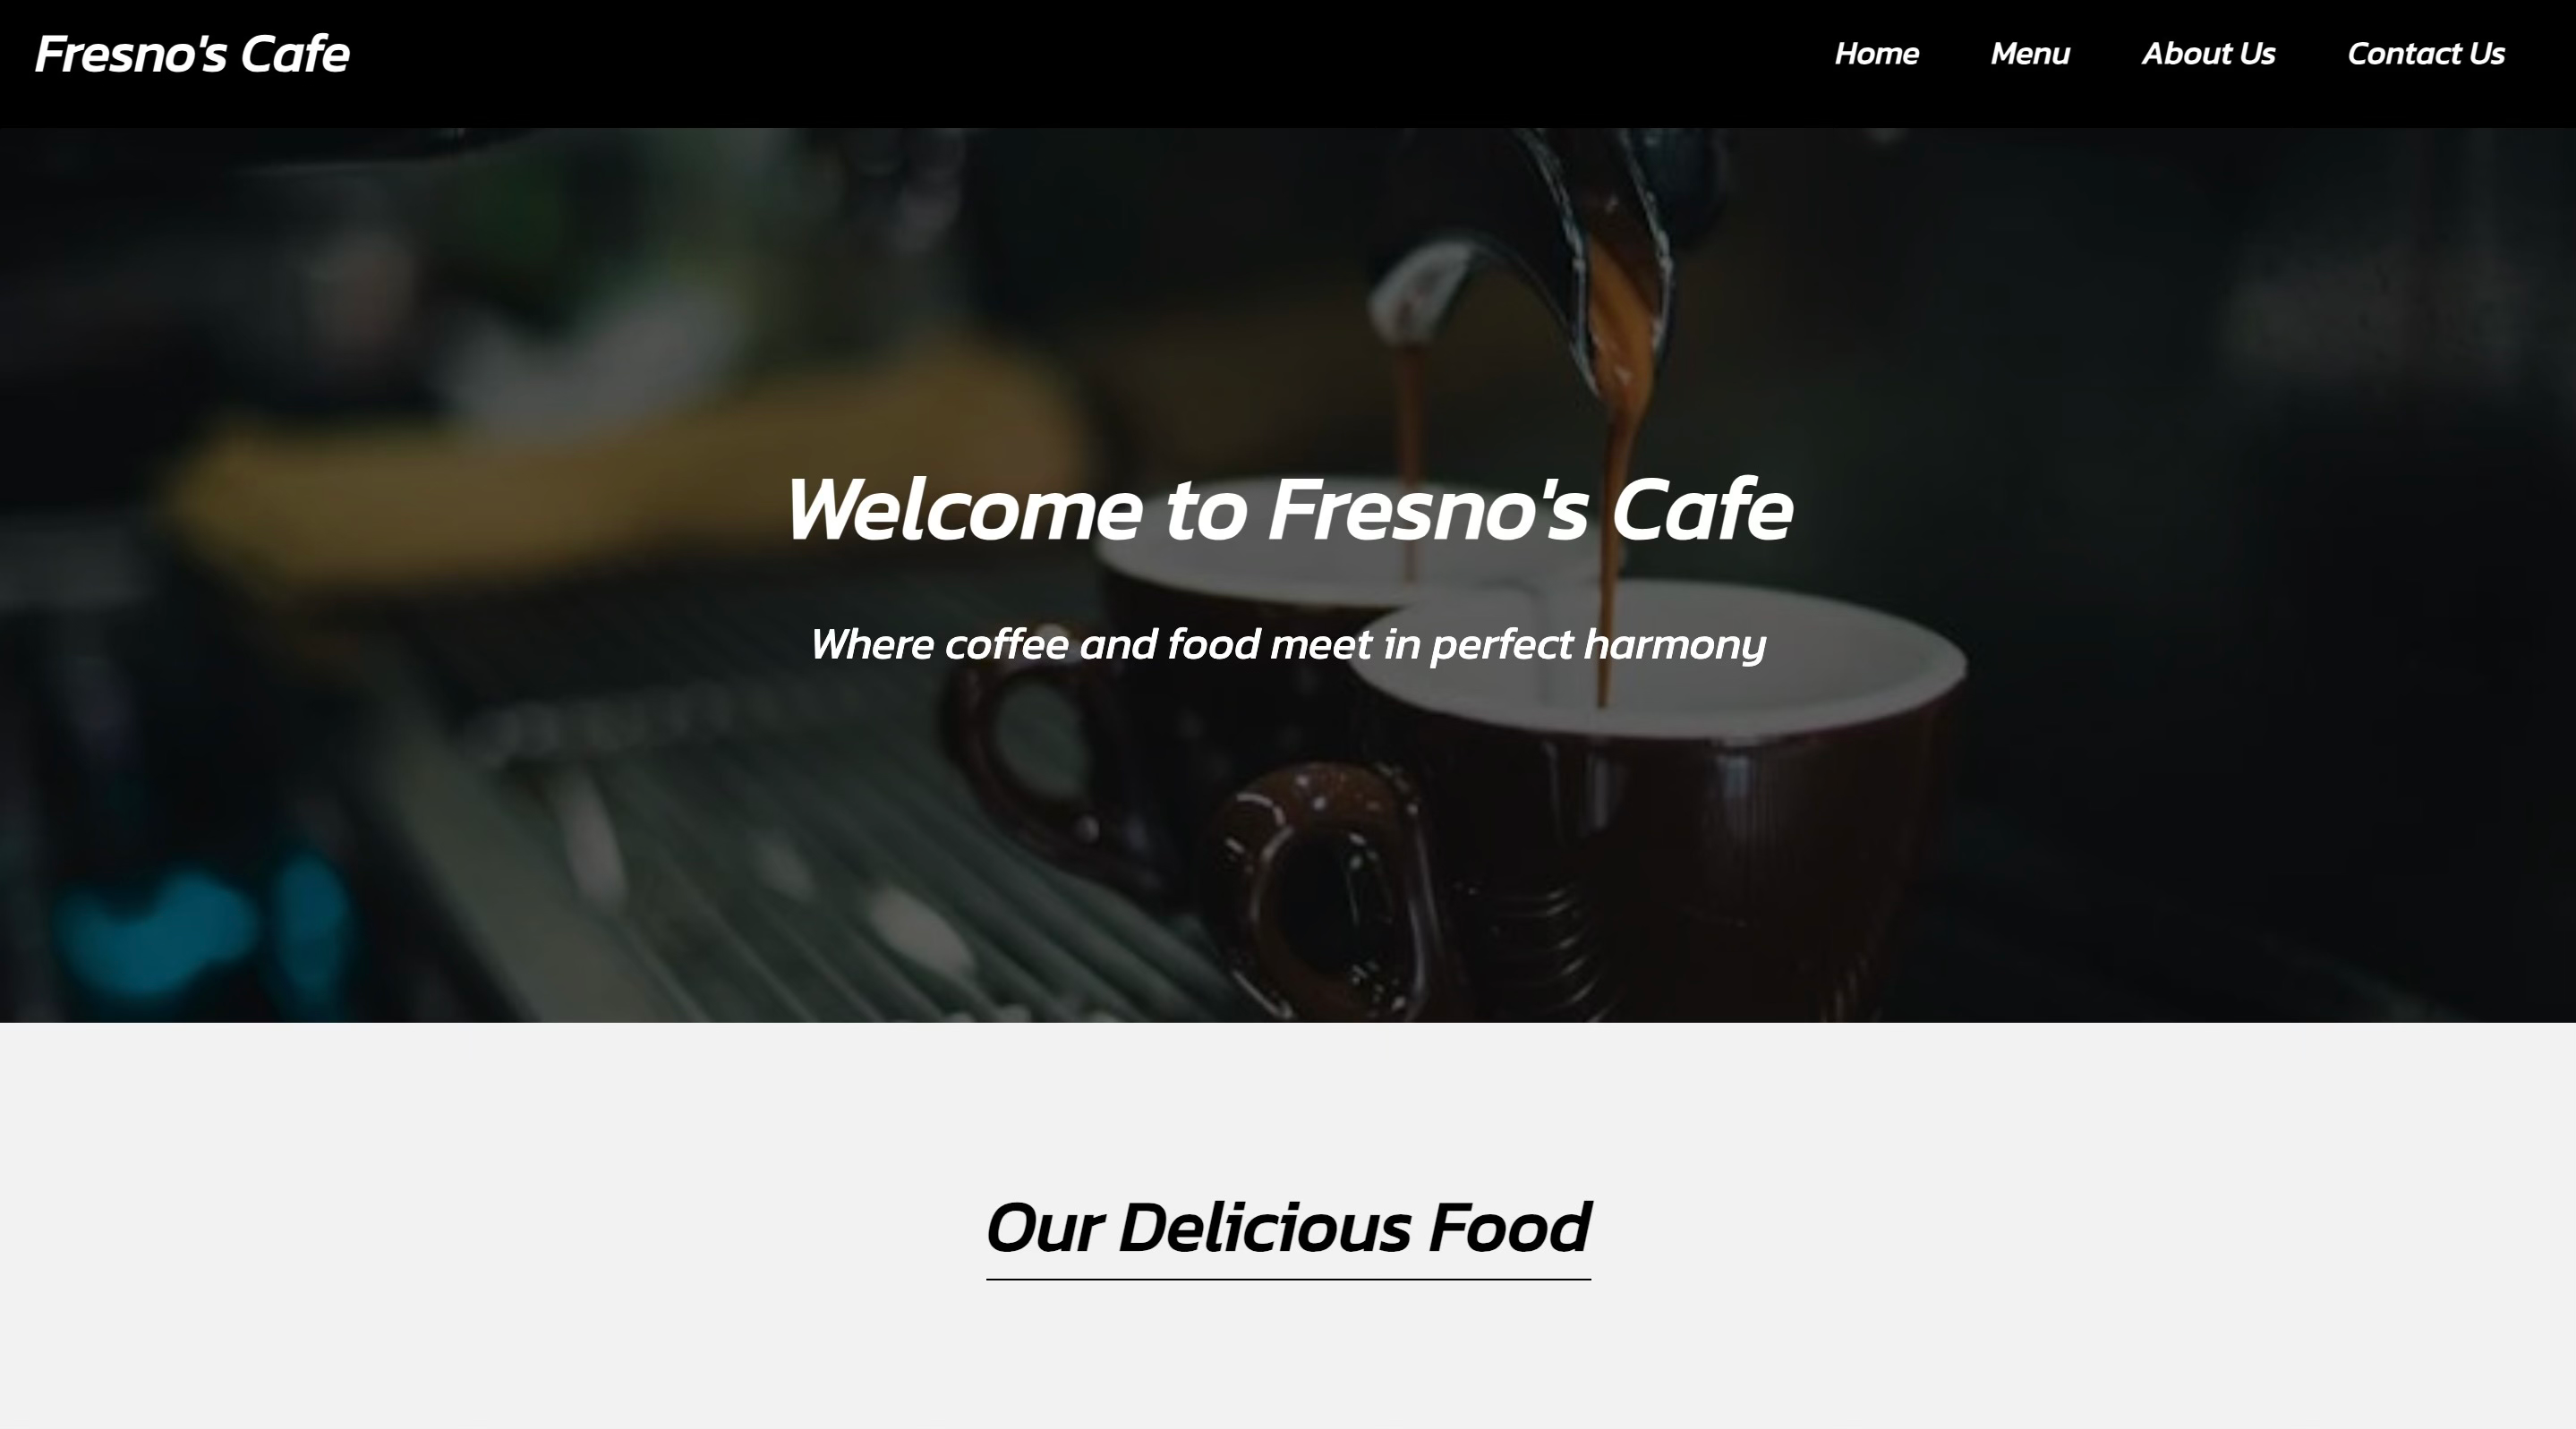 Fresno's Cafe
Home
Menu
About Us
Contact Us
Welcome to Fresno's Cafe
Where coffee and food meet in perfect harmony
Our Delicious Food